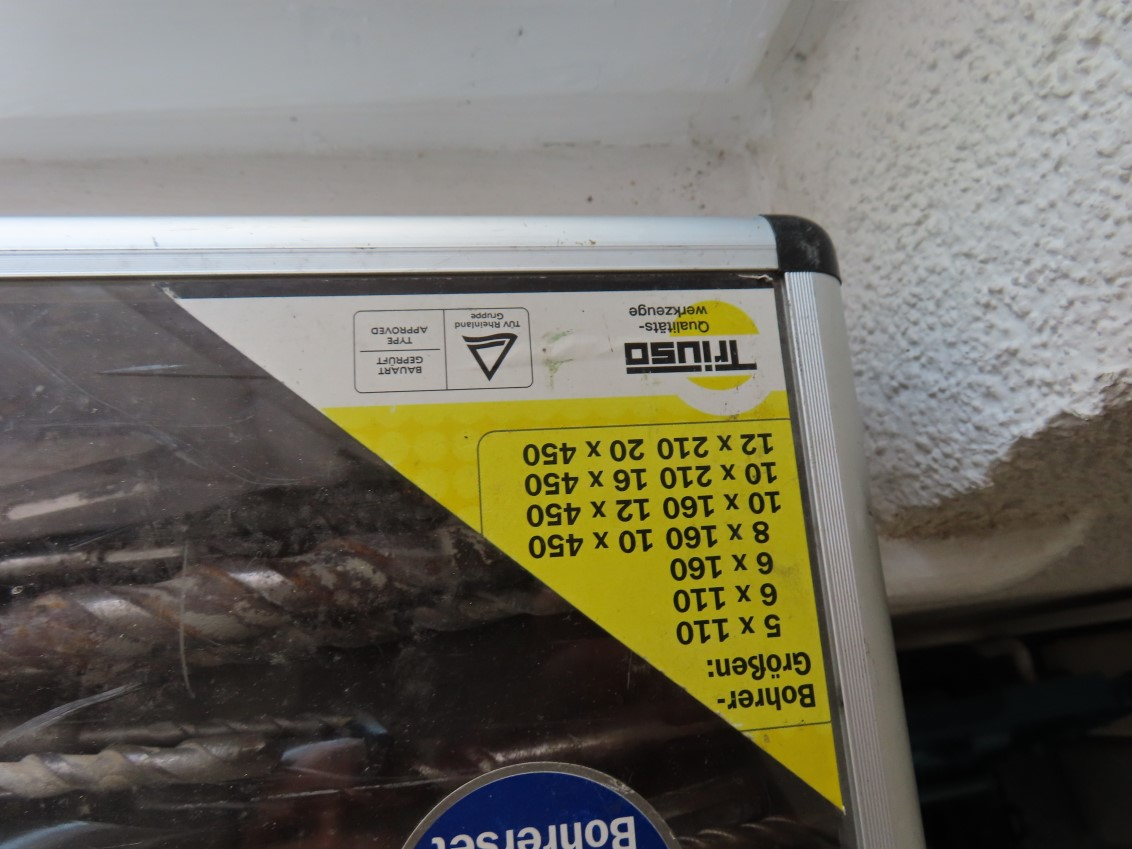 Bohrerset
Bohrer-
Größen:
5 x 110
6 x 110
6 x 160
8 x 160 10 x 450
10 x 160 12 x 450
10 x 210 16 x 450
12 x 210 20 x 450
Triuso
Qualitäts-
werkzeuge
TÜV Rheinland
Gruppe
BAUART
GEPRÜFT
TYPE
APPROVED